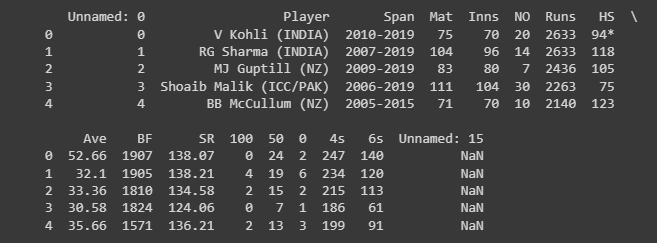 Unnamed: 0 Player Span Mat Inns NO Runs HS \
0 0 V Kohli (INDIA) 2010-2019 75 70 20 2633 94*
1 1 RG Sharma (INDIA) 2007-2019 104 96 14 2633 118
2 2 MJ Guptill (NZ) 2009-2019 83 80 7 2436 105
3 3 Shoaib Malik (ICC/PAK) 2006-2019 111 104 30 2263 75
4 4 BB McCullum (NZ) 2005-2015 71 70 10 2140 123
Ave BF SR 100 50 0 4s 6s Unnamed: 15
0 52.66 1907 138.07 0 24 2 247 140 NaN
1 32.1 1905 138.21 4 19 6 234 120 NaN
2 33.36 1810 134.58 2 15 2 215 113 NaN
3 30.58 1824 124.06 0 7 1 186 61 NaN
4 35.66 1571 136.21 2 13 3 199 91 NaN